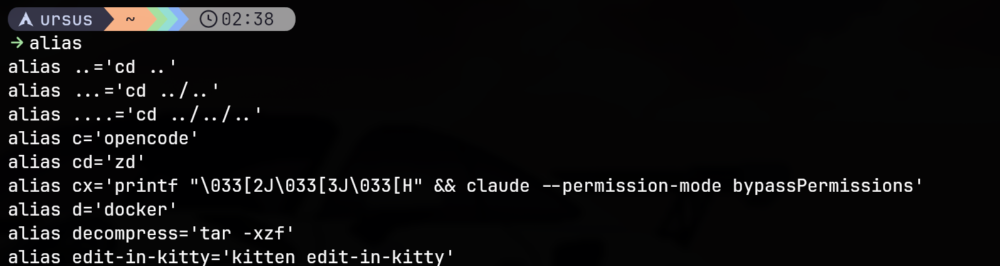 ursus ~ 02:38
→ alias
alias ..='cd ..'
alias ...='cd ../..'
alias ....='cd ../../..'
alias c='opencode'
alias cd='zd'
alias cx='printf "\033[2J\033[3J\033[H" && claude --permission-mode bypassPermissions'
alias d='docker'
alias decompress='tar -xzf'
alias edit-in-kitty='kitten edit-in-kitty'